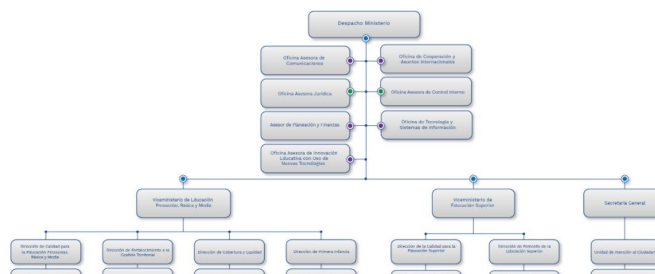 Despacho Ministerio
Oficina Asesora de
Comunicaciones
Oficina de Cooperación y
Asuntos Internacionales
Oficina Asesora Jurídica
Oficina Asesora de Control Interno
Asesor de Planeación y Finanzas
Oficina de Tecnología y
Sistemas de Información
Oficina Asesora de Innovación
Educativa con Uso de
Nuevas Tecnologías
Viceministerio de Educación
Preescolar, Básica y Media
Viceministerio de
Educación Superior
Secretaría General
Dirección de Calidad para
la Educación Preescolar,
Básica y Media
Dirección de Fortalecimiento a la
Gestión Territorial
Dirección de Cobertura y Equidad
Dirección de Primera Infancia
Dirección de la Calidad para la
Educación Superior
Dirección de Fomento de la
Educación Superior
Unidad de Atención al Ciudadano